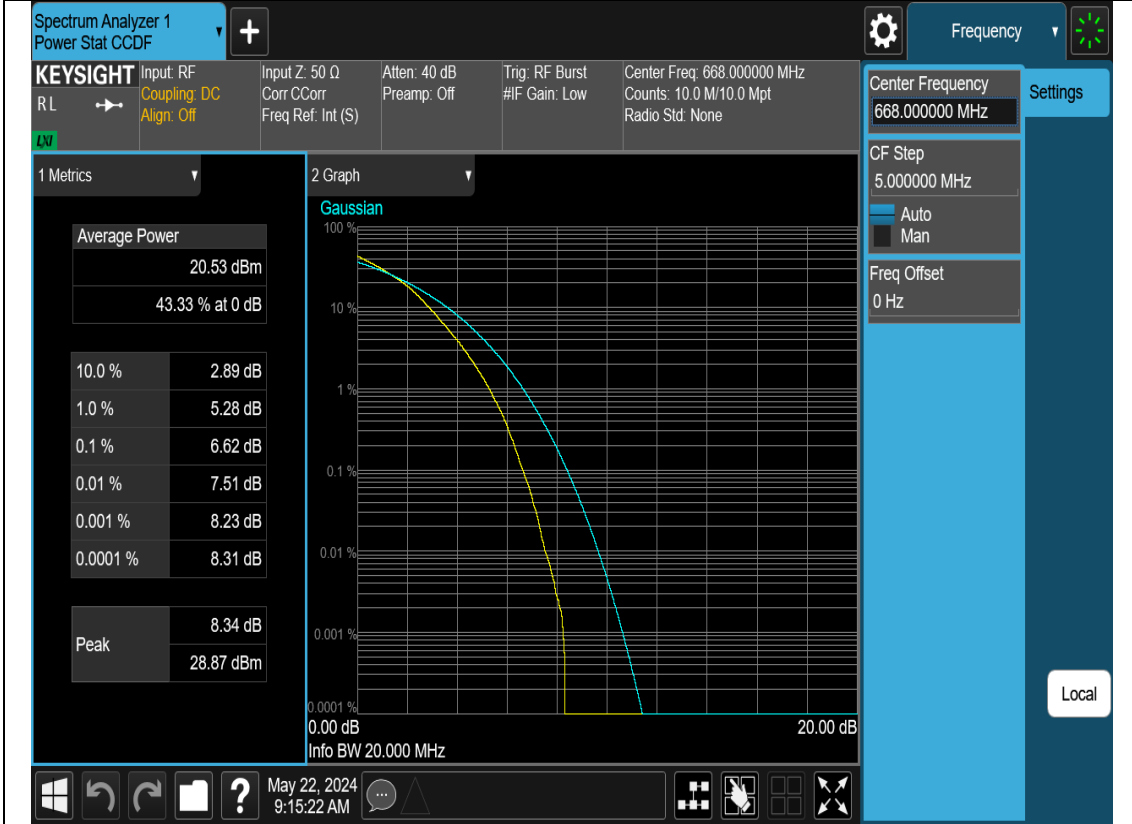 Spectrum Analyzer 1
Power Stat CCDF
+
Frequency
KEYSIGHT
RL
LXI
Input: RF
Coupling: DC
Align: Off
Input Z: 50 Ω
Corr CCorr
Freq Ref: Int (S)
Atten: 40 dB
Preamp: Off
Trig: RF Burst
#IF Gain: Low
Center Freq: 668.000000 MHz
Counts: 10.0 M/10.0 Mpt
Radio Std: None
Center Frequency
668.000000 MHz
Settings
CF Step
5.000000 MHz
Auto
Man
Freq Offset
0 Hz
1 Metrics
Average Power
20.53 dBm
43.33 % at 0 dB
10.0 % 2.89 dB
1.0 % 5.28 dB
0.1 % 6.62 dB
0.01 % 7.51 dB
0.001 % 8.23 dB
0.0001 % 8.31 dB
Peak
8.34 dB
28.87 dBm
2 Graph
Gaussian
100 %
10 %
1 %
0.1 %
0.01 %
0.001 %
0.0001 %
0.00 dB
20.00 dB
Info BW 20.000 MHz
Local
?
May 22, 2024
9:15:22 AM